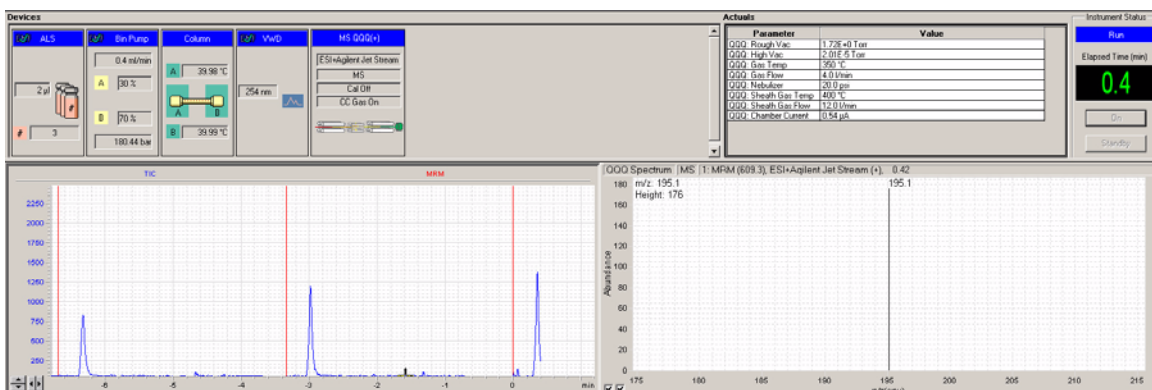 Devices
ALS
2 µl
# 3
Bin Pump
0.4 ml/min
A 30 %
B 70 %
180.44 bar
Column
A 39.98 °C
A B
B 39.99 °C
VWD
254 nm
MS QQQ(+)
ESI+Agilent Jet Stream
MS
Cal Off
CC Gas On
Actuals
Parameter Value
QQQ: Rough Vac 1.72E+0 Torr
QQQ: High Vac 2.01E-5 Torr
QQQ: Gas Temp 350 °C
QQQ: Gas Flow 4.0 l/min
QQQ: Nebulizer 20.0 psi
QQQ: Sheath Gas Temp 400 °C
QQQ: Sheath Gas Flow 12.0 l/min
QQQ: Chamber Current 0.54 µA
Instrument Status
Run
Elapsed Time (min)
0.4
On
Standby
TIC MRM
2250
2000
1750
1500
1250
1000
750
500
250
-6 -5 -4 -3 -2 -1 0 min
QQQ Spectrum MS 1: MRM (609.3), ESI+Agilent Jet Stream (+), 0.42
m/z: 195.1
Height: 176
195.1
Abundance
180
160
140
120
100
80
60
40
20
0
175 180 185 190 195 200 205 210 215